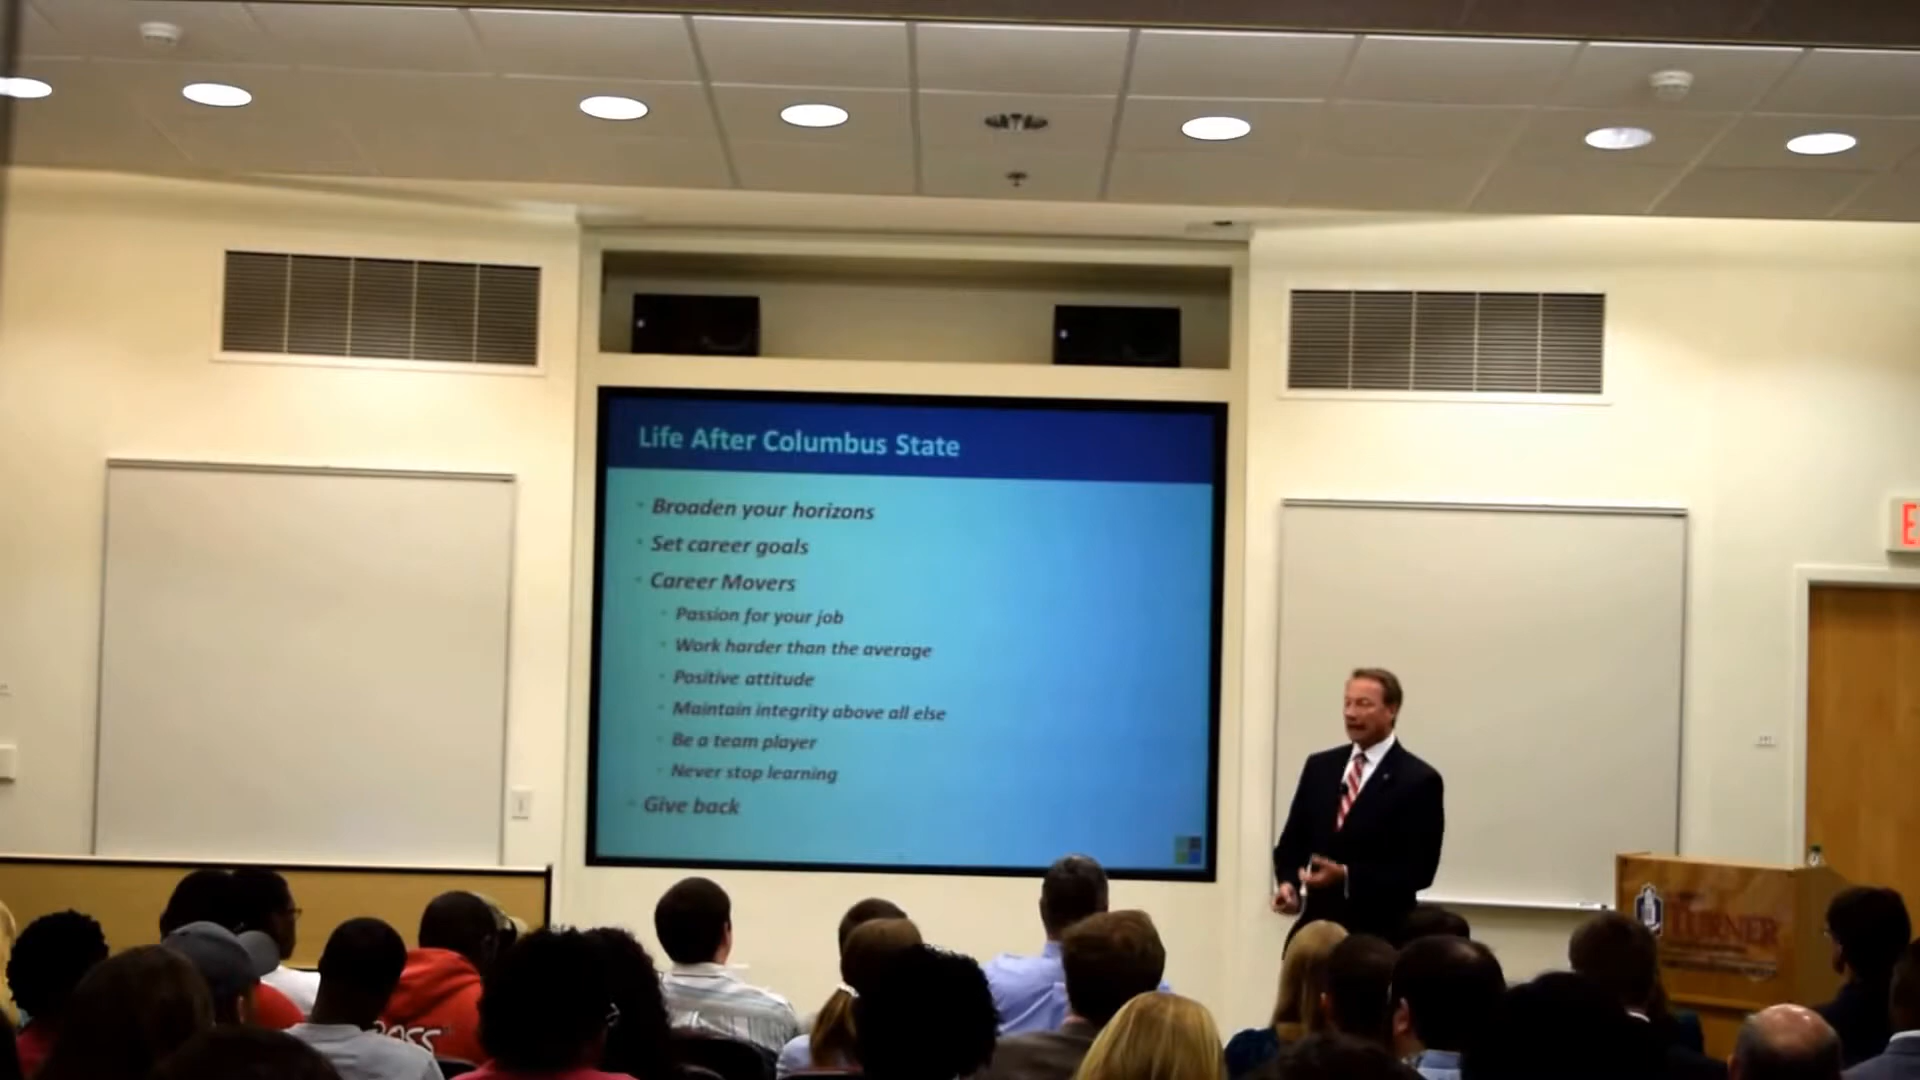 Life After Columbus State
Broaden your horizons
Set career goals
Career Movers
Passion for your job
Work harder than the average
Positive attitude
Maintain integrity above all else
Be a team player
Never stop learning
Give back
E
TURNER